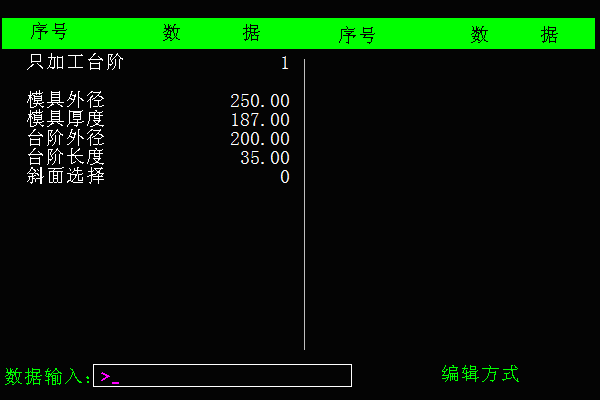 序号 数 据 序号 数 据
只加工台阶 1
模具外径 250.00
模具厚度 187.00
台阶外径 200.00
台阶长度 35.00
斜面选择 0
数据输入: >_
编辑方式